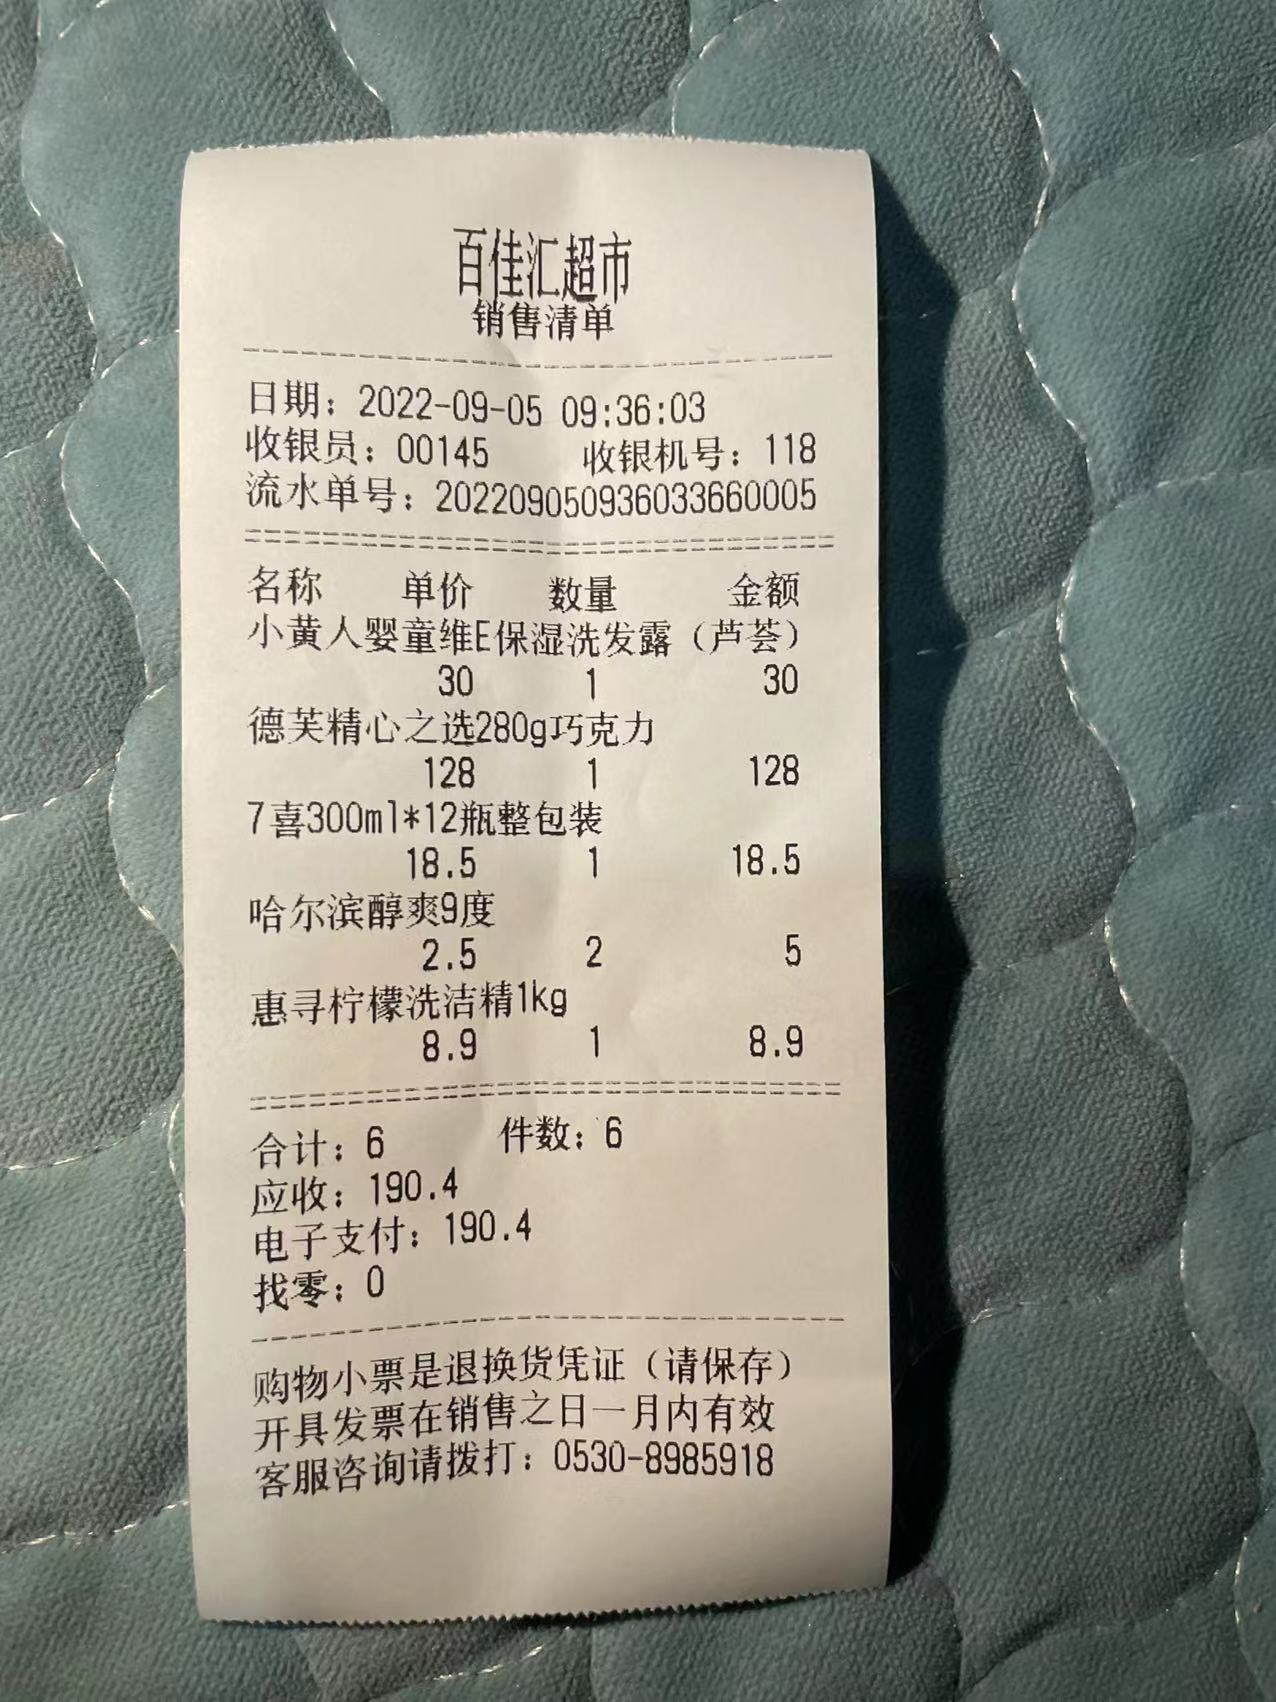 百佳汇超市
销售清单
日期：2022-09-05 09:36:03
收银员：00145 收银机号：118
流水单号：202209050936033660005
名称 单价 数量 金额
小黄人婴童维E保湿洗发露（芦荟）
30 1 30
德芙精心之选280g巧克力
128 1 128
7喜300ml*12瓶整包装
18.5 1 18.5
哈尔滨醇爽9度
2.5 2 5
惠寻柠檬洗洁精1kg
8.9 1 8.9
合计：6 件数：6
应收：190.4
电子支付：190.4
找零：0
购物小票是退换货凭证（请保存）
开具发票在销售之日一月内有效
客服咨询请拨打：0530-8985918